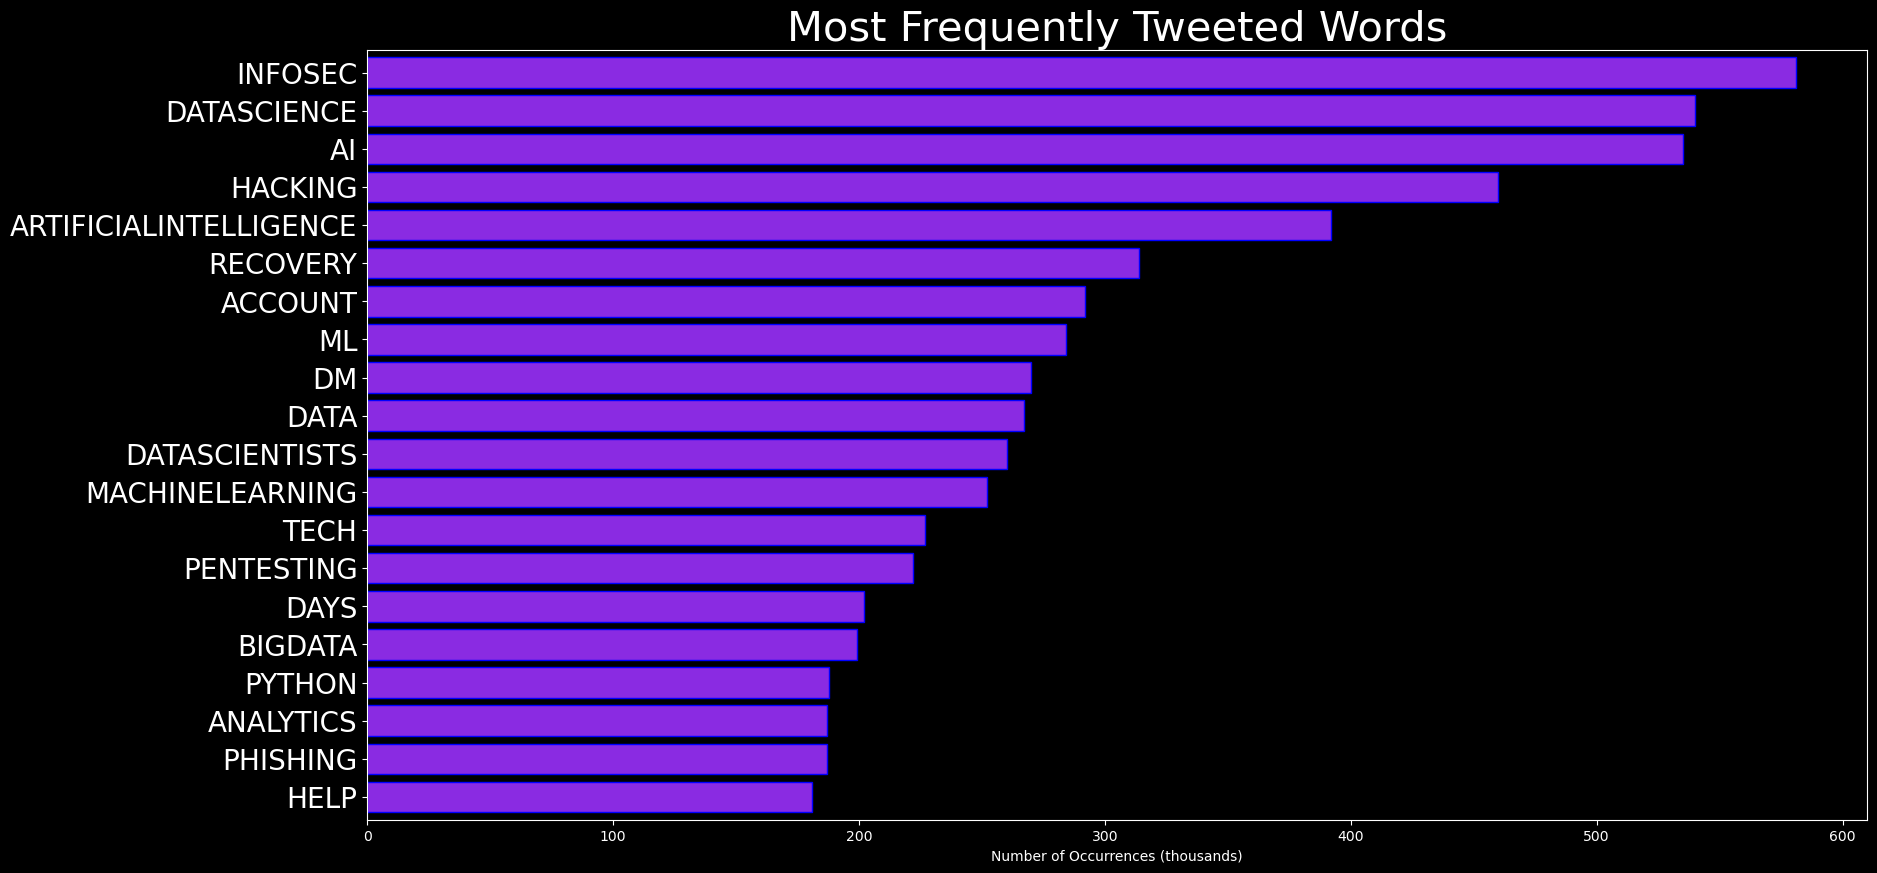 Most Frequently Tweeted Words
INFOSEC
DATASCIENCE
AI
HACKING
ARTIFICIALINTELLIGENCE
RECOVERY
ACCOUNT
ML
DM
DATA
DATASCIENTISTS
MACHINELEARNING
TECH
PENTESTING
DAYS
BIGDATA
PYTHON
ANALYTICS
PHISHING
HELP
0 100 200 300 400 500 600
Number of Occurrences (thousands)